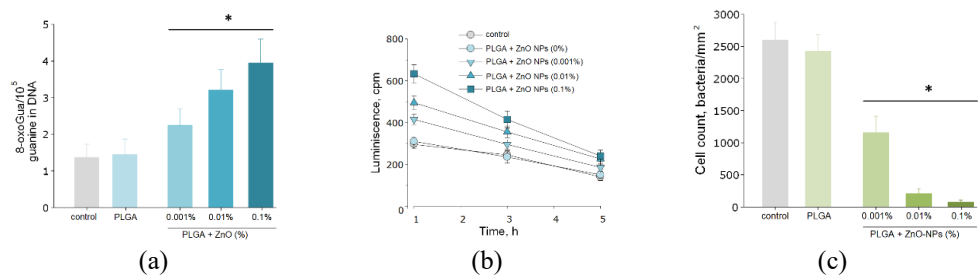 8-oxoGua/10⁵
guanine in DNA
5
4
3
2
1
0
*
control
PLGA
0.001%
0.01%
0.1%
PLGA + ZnO (%)
(a)
Luminiscence, cpm
800
600
400
200
0
control
PLGA + ZnO NPs (0%)
PLGA + ZnO NPs (0.001%)
PLGA + ZnO NPs (0.01%)
PLGA + ZnO NPs (0.1%)
1
2
3
4
5
Time, h
(b)
Cell count, bacteria/mm²
3000
2500
2000
1500
1000
500
0
*
control
PLGA
0.001%
0.01%
0.1%
PLGA + ZnO-NPs (%)
(c)